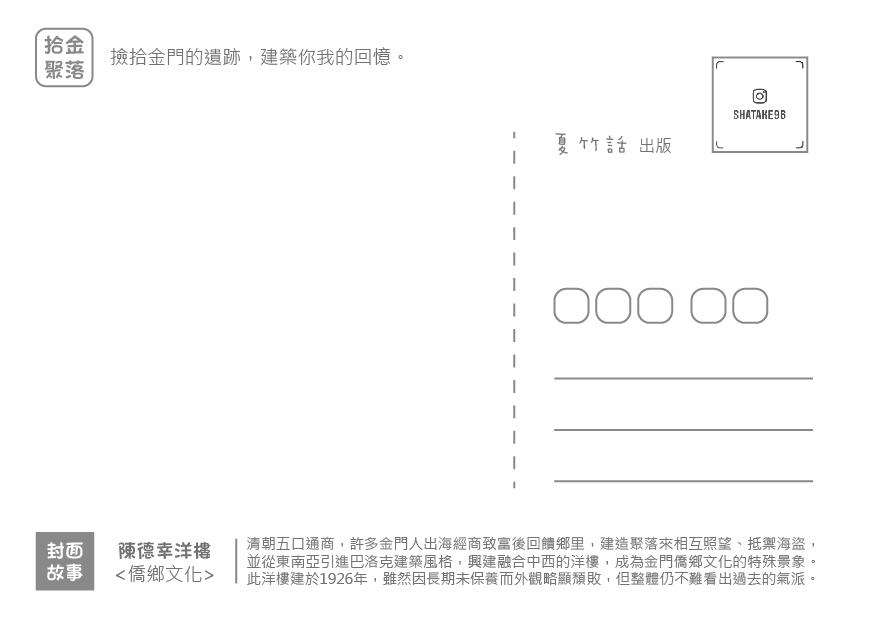 拾金
聚落
撿拾金門的遺跡，建築你我的回憶。
SHATAKE96
夏竹話 出版
封面
故事
陳德幸洋樓
<僑鄉文化>
清朝五口通商，許多金門人出海經商致富後回饋鄉里，建造聚落來相互照望、抵禦海盜，
並從東南亞引進巴洛克建築風格，興建融合中西的洋樓，成為金門僑鄉文化的特殊景象。
此洋樓建於1926年，雖然因長期未保養而外觀略顯頹敗，但整體仍不難看出過去的氣派。